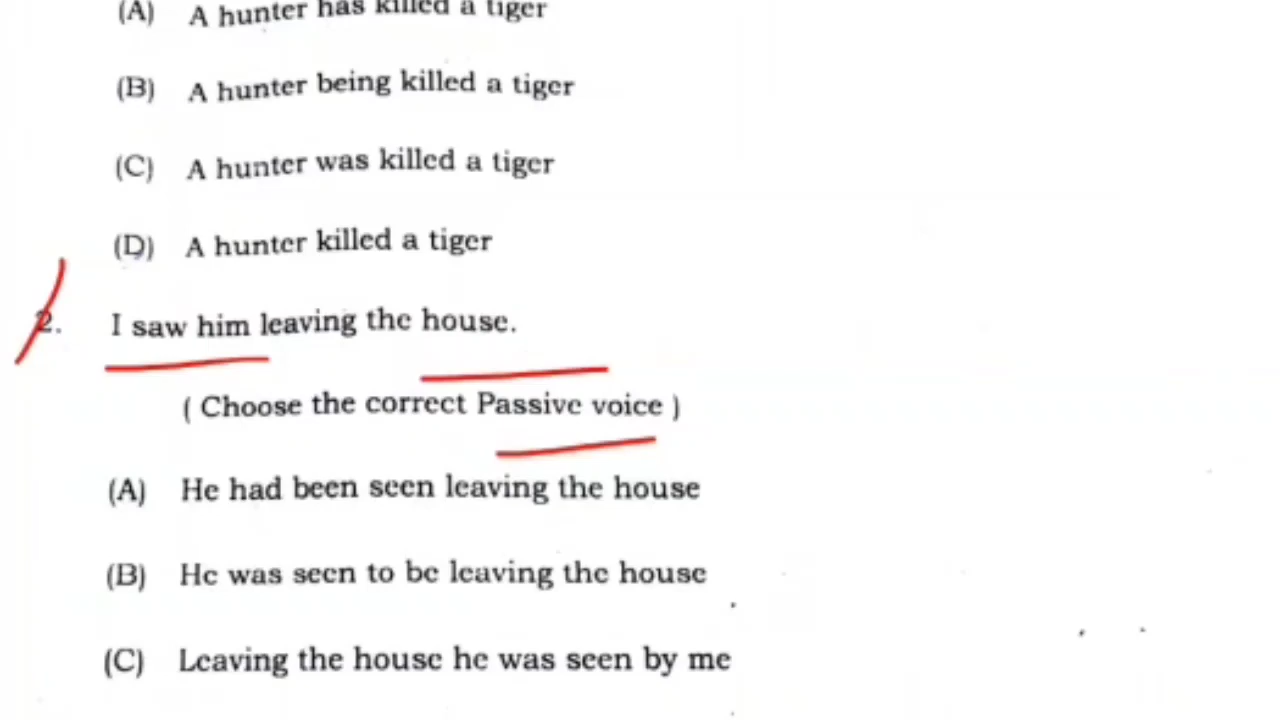 (A) A hunter has killed a tiger
(B) A hunter being killed a tiger
(C) A hunter was killed a tiger
(D) A hunter killed a tiger
2. I saw him leaving the house.
( Choose the correct Passive voice )
(A) He had been seen leaving the house
(B) He was seen to be leaving the house
(C) Leaving the house he was seen by me